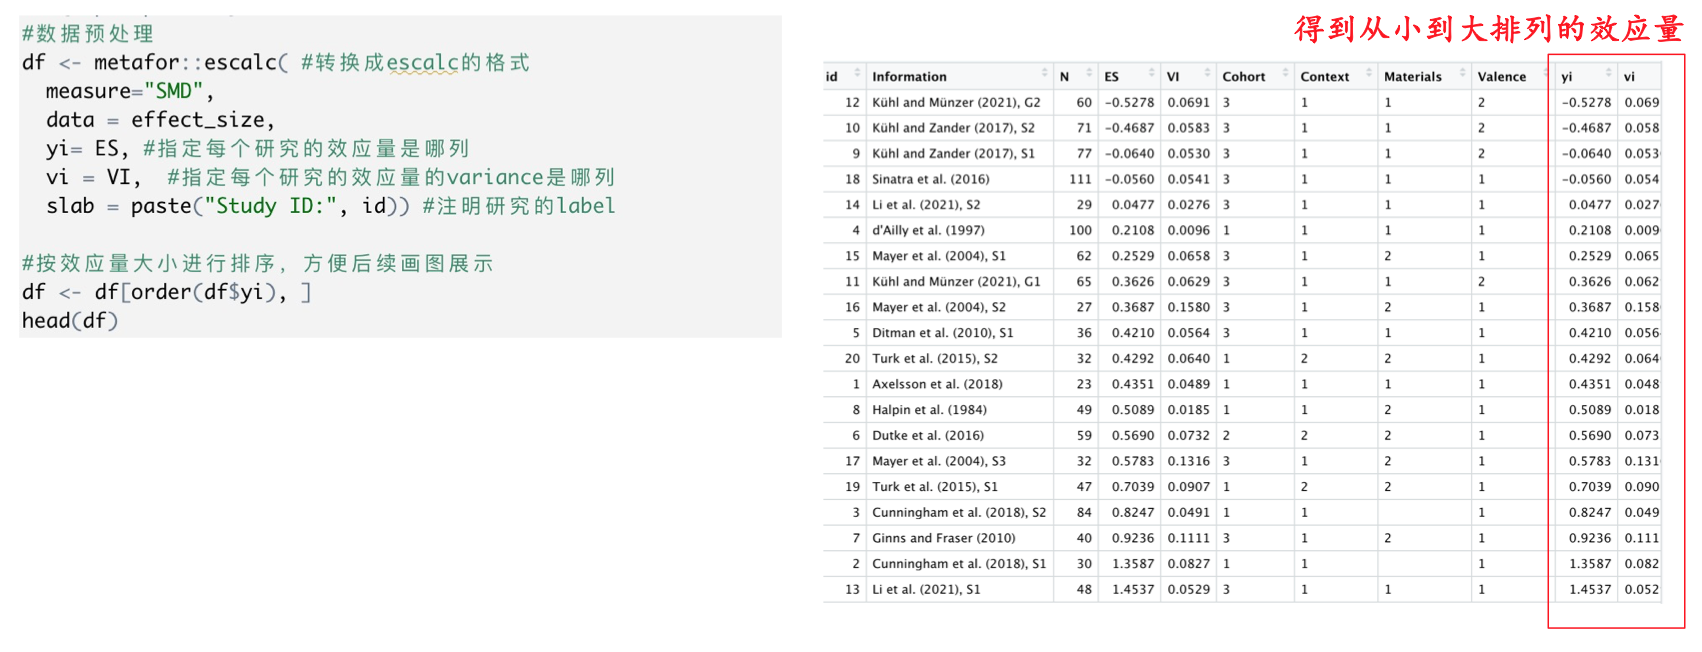 #数据预处理
df <- metafor::escalc( #转换成escalc的格式
measure="SMD",
data = effect_size,
yi= ES, #指定每个研究的效应量是哪列
vi = VI,  #指定每个研究的效应量的variance是哪列
slab = paste("Study ID:", id)) #注明研究的label
#按效应量大小进行排序，方便后续画图展示
df <- df[order(df$yi), ]
head(df)
得到从小到大排列的效应量
id Information N ES VI Cohort Context Materials Valence yi vi
12 Kühl and Münzer (2021), G2 60 −0.5278 0.0691 3 1 1 2 −0.5278 0.069
10 Kühl and Zander (2017), S2 71 −0.4687 0.0583 3 1 1 2 −0.4687 0.058
9 Kühl and Zander (2017), S1 77 −0.0640 0.0530 3 1 1 2 −0.0640 0.053
18 Sinatra et al. (2016) 111 −0.0560 0.0541 3 1 1 1 −0.0560 0.054
14 Li et al. (2021), S2 29 0.0477 0.0276 3 1 1 1 0.0477 0.027
4 d'Ailly et al. (1997) 100 0.2108 0.0096 1 1 1 1 0.2108 0.009
15 Mayer et al. (2004), S1 62 0.2529 0.0658 3 1 2 1 0.2529 0.065
11 Kühl and Münzer (2021), G1 65 0.3626 0.0629 3 1 1 2 0.3626 0.062
16 Mayer et al. (2004), S2 27 0.3687 0.1580 3 1 2 1 0.3687 0.158
5 Ditman et al. (2010), S1 36 0.4210 0.0564 3 1 1 1 0.4210 0.056
20 Turk et al. (2015), S2 32 0.4292 0.0640 1 2 2 1 0.4292 0.064
1 Axelsson et al. (2018) 23 0.4351 0.0489 1 1 1 1 0.4351 0.048
8 Halpin et al. (1984) 49 0.5089 0.0185 1 1 2 1 0.5089 0.018
6 Dutke et al. (2016) 59 0.5690 0.0732 2 2 2 1 0.5690 0.073
17 Mayer et al. (2004), S3 32 0.5783 0.1316 3 1 2 1 0.5783 0.131
19 Turk et al. (2015), S1 47 0.7039 0.0907 1 2 2 1 0.7039 0.090
3 Cunningham et al. (2018), S2 84 0.8247 0.0491 1 1 1 0.8247 0.049
7 Ginns and Fraser (2010) 40 0.9236 0.1111 3 1 2 1 0.9236 0.111
2 Cunningham et al. (2018), S1 30 1.3587 0.0827 1 1 1 1.3587 0.082
13 Li et al. (2021), S1 48 1.4537 0.0529 3 1 1 1 1.4537 0.052